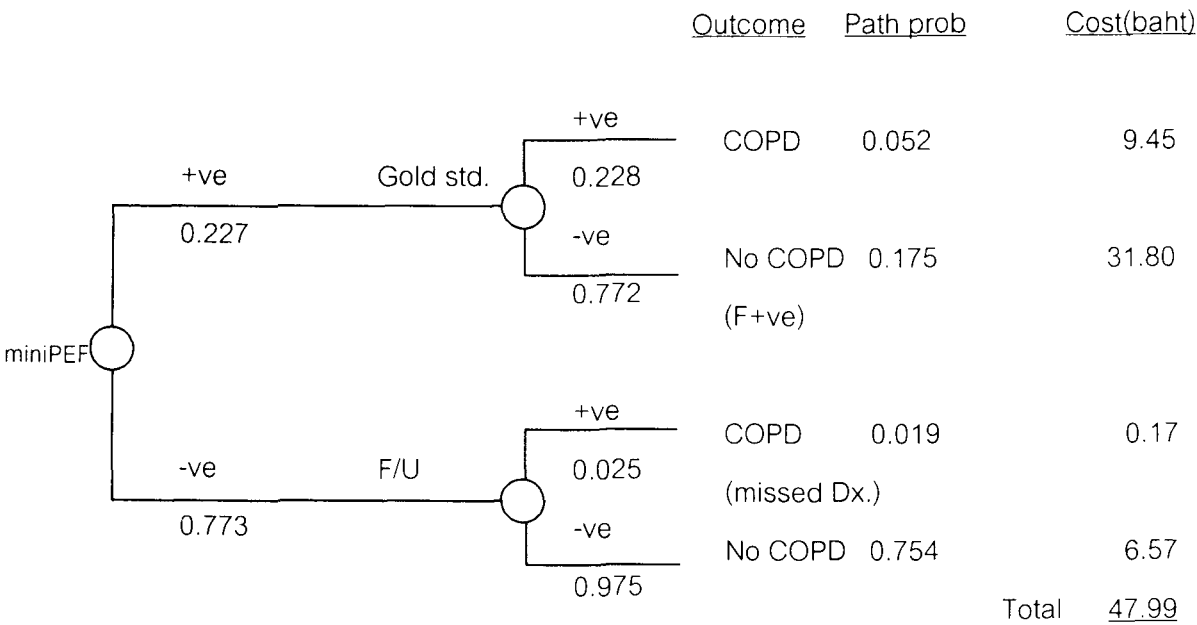 Outcome Path prob Cost(baht)
+ve
COPD 0.052 9.45
+ve Gold std. 0.228
0.227 -ve
No COPD 0.175 31.80
0.772
(F+ve)
miniPEF
+ve
COPD 0.019 0.17
-ve F/U 0.025
(missed Dx.)
0.773 -ve
No COPD 0.754 6.57
0.975
Total 47.99